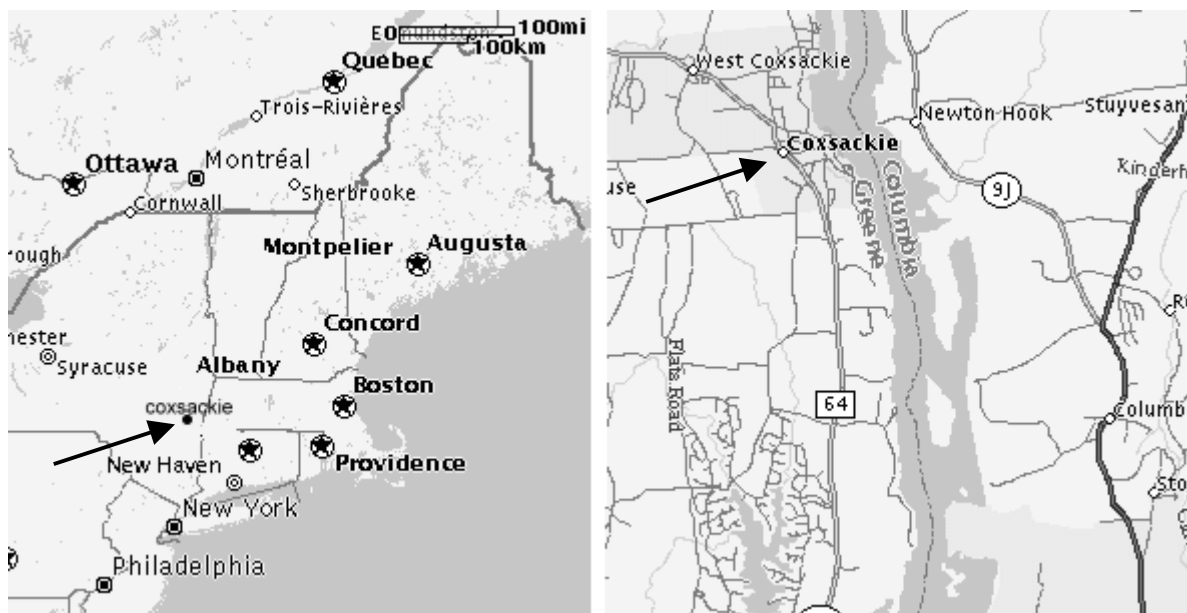 100mi
100km
Québec
Trois-Rivières
Ottawa
Montréal
Sherbrooke
Cornwall
Montpelier
Augusta
rough
Concord
hester
Syracuse
Albany
Boston
coxsackie
New Haven
Providence
New York
Philadelphia
West Coxsackie
Newton Hook
Stuyvesan
Coxsackie
Kinderh
use
9J
Columbia
Greene
Flats Road
64
Columb
Sto